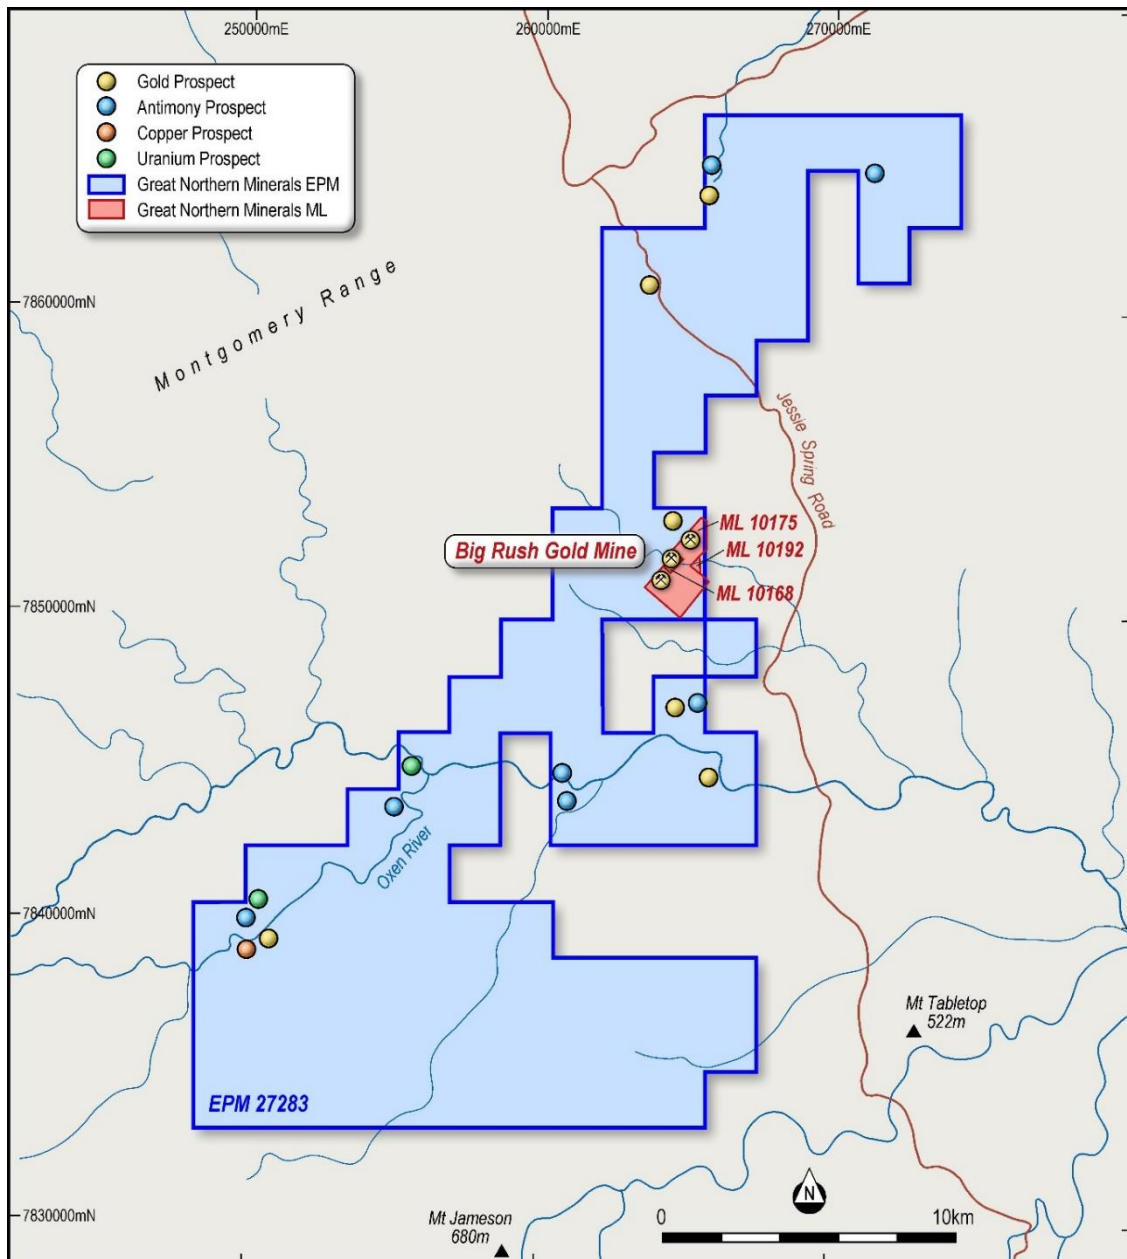 250000mE
260000mE
270000mE
Gold Prospect
Antimony Prospect
Copper Prospect
Uranium Prospect
Great Northern Minerals EPM
Great Northern Minerals ML
Montgomery Range
7860000mN
Jessie Spring Road
ML 10175
Big Rush Gold Mine
ML 10192
ML 10168
7850000mN
Oxen River
7840000mN
Mt Tabletop
522m
EPM 27283
N
7830000mN
Mt Jameson
680m
0
10km